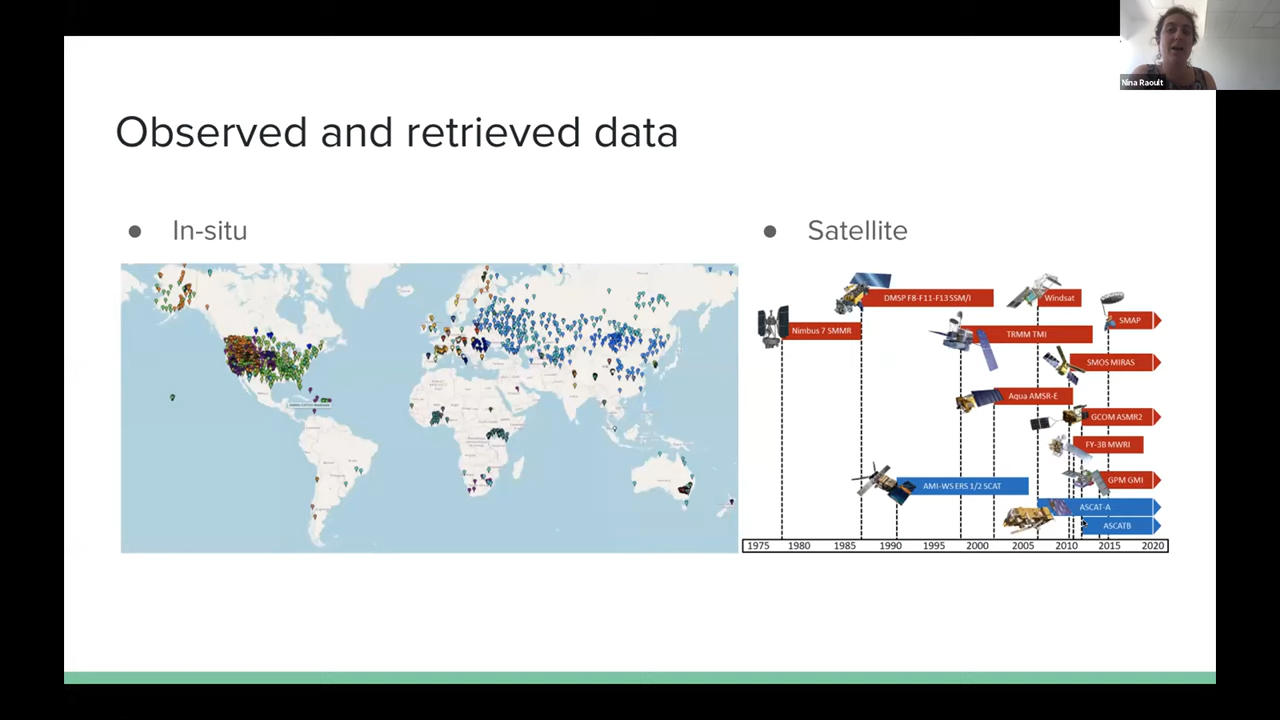 Nina Raoult
Observed and retrieved data
● In-situ
● Satellite
DMSP F8-F11-F13 SSM/I
Windsat
SMAP
Nimbus 7 SMMR
TRMM TMI
SMOS MIRAS
Aqua AMSR-E
GCOM ASMR2
FY-3B MWRI
GPM GMI
AMI-WS ERS 1/2 SCAT
ASCAT-A
ASCATB
1975 1980 1985 1990 1995 2000 2005 2010 2015 2020